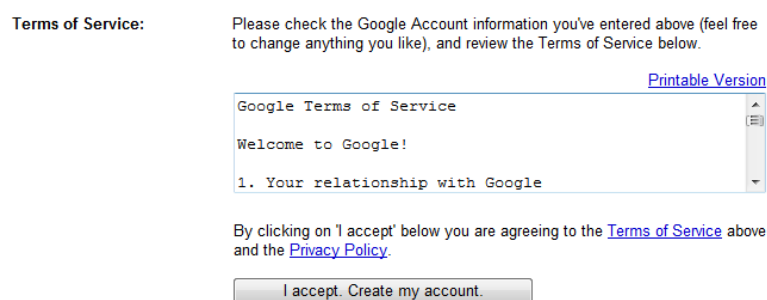 Terms of Service:
Please check the Google Account information you've entered above (feel free
to change anything you like), and review the Terms of Service below.
Printable Version
Google Terms of Service
Welcome to Google!
1. Your relationship with Google
By clicking on 'I accept' below you are agreeing to the Terms of Service above
and the Privacy Policy.
I accept. Create my account.